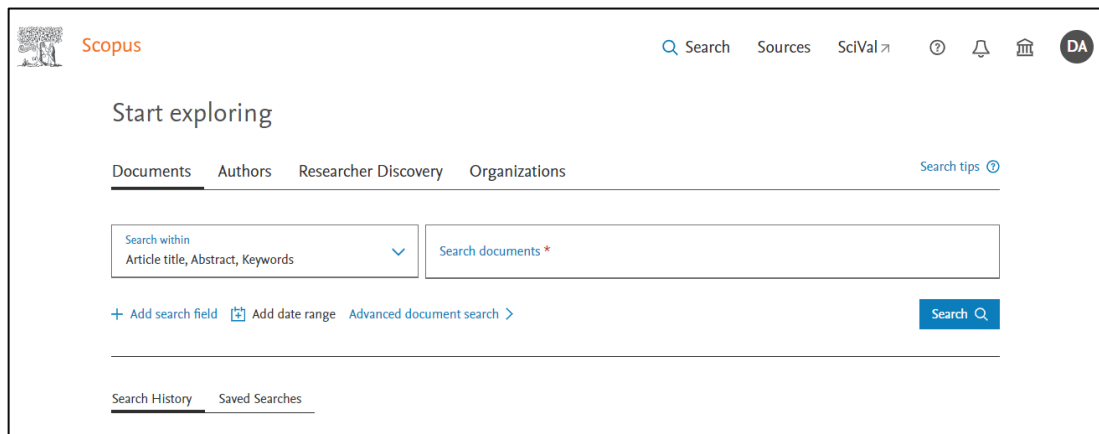 Scopus
Search Sources SciVal DA
Start exploring
Documents Authors Researcher Discovery Organizations Search tips
Search within
Article title, Abstract, Keywords
Search documents *
+ Add search field Add date range Advanced document search >
Search
Search History Saved Searches